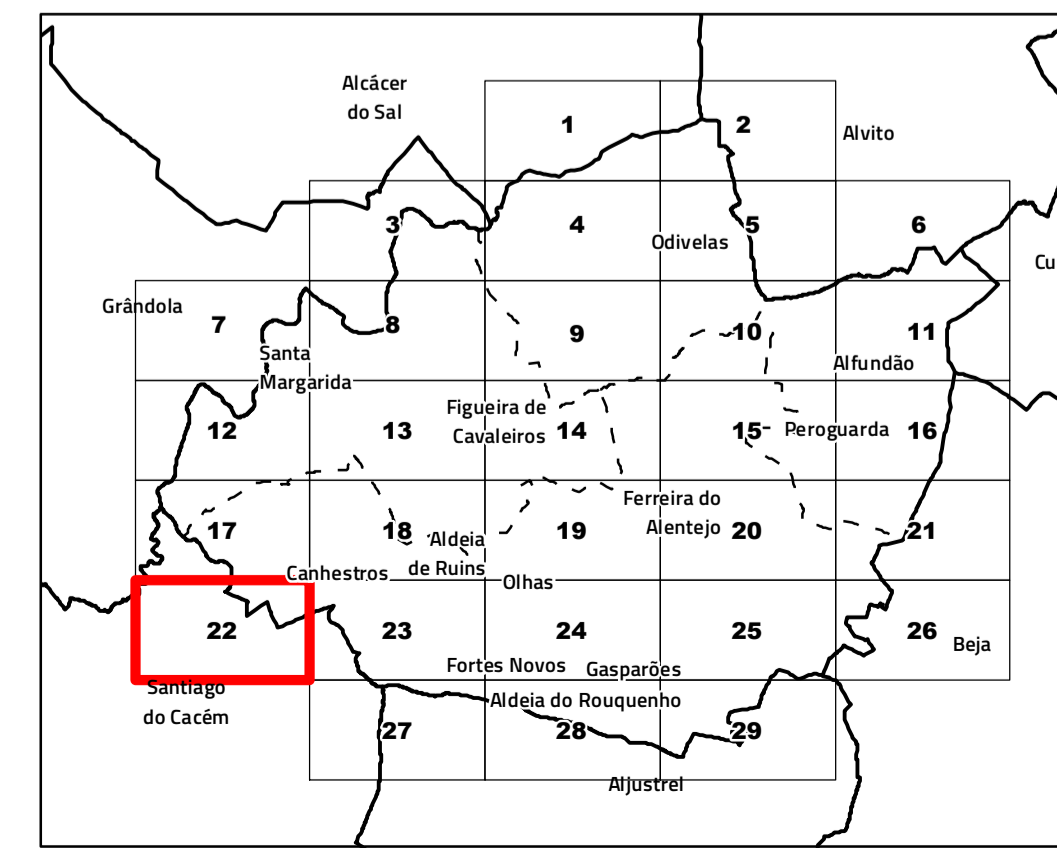 Alcácer
do Sal
1
2
Alvito
3
4
5
6
Odivelas
Cu
Grândola
7
8
9
10
11
Santa
Margarida
Alfundão
Figueira de
Cavaleiros
12
13
14
15
Peroguarda
16
Ferreira do
Alentejo
17
18
Aldeia
de Ruins
19
20
21
Canhestros
Olhas
22
23
24
25
26
Beja
Fortes Novos
Gasparões
Santiago
do Cacém
Aldeia do Rouquenho
27
28
29
Aljustrel